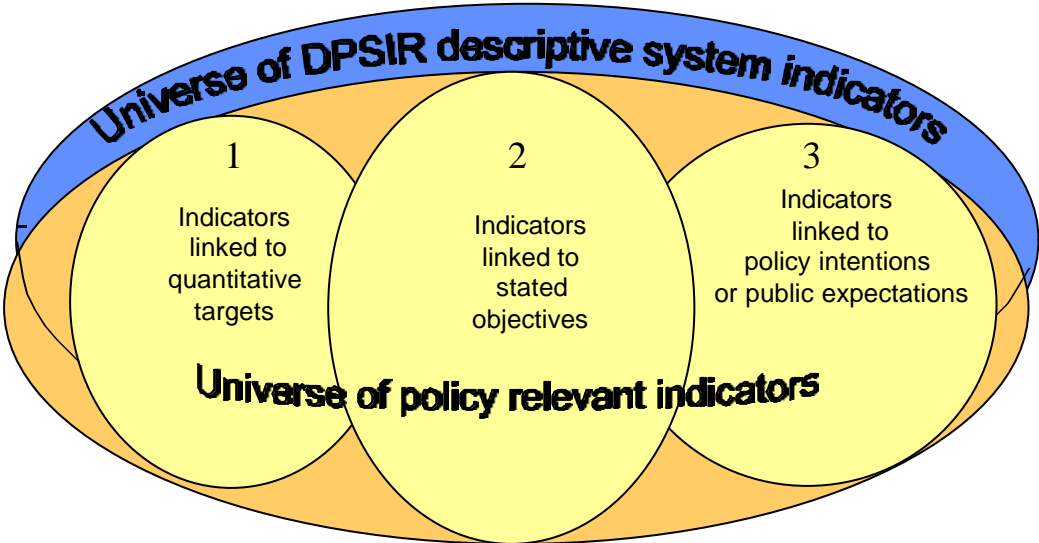 Universe of DPSIR descriptive system indicators
1
Indicators
linked to
quantitative
targets
2
Indicators
linked to
stated
objectives
3
Indicators
linked to
policy intentions
or public expectations
Universe of policy relevant indicators